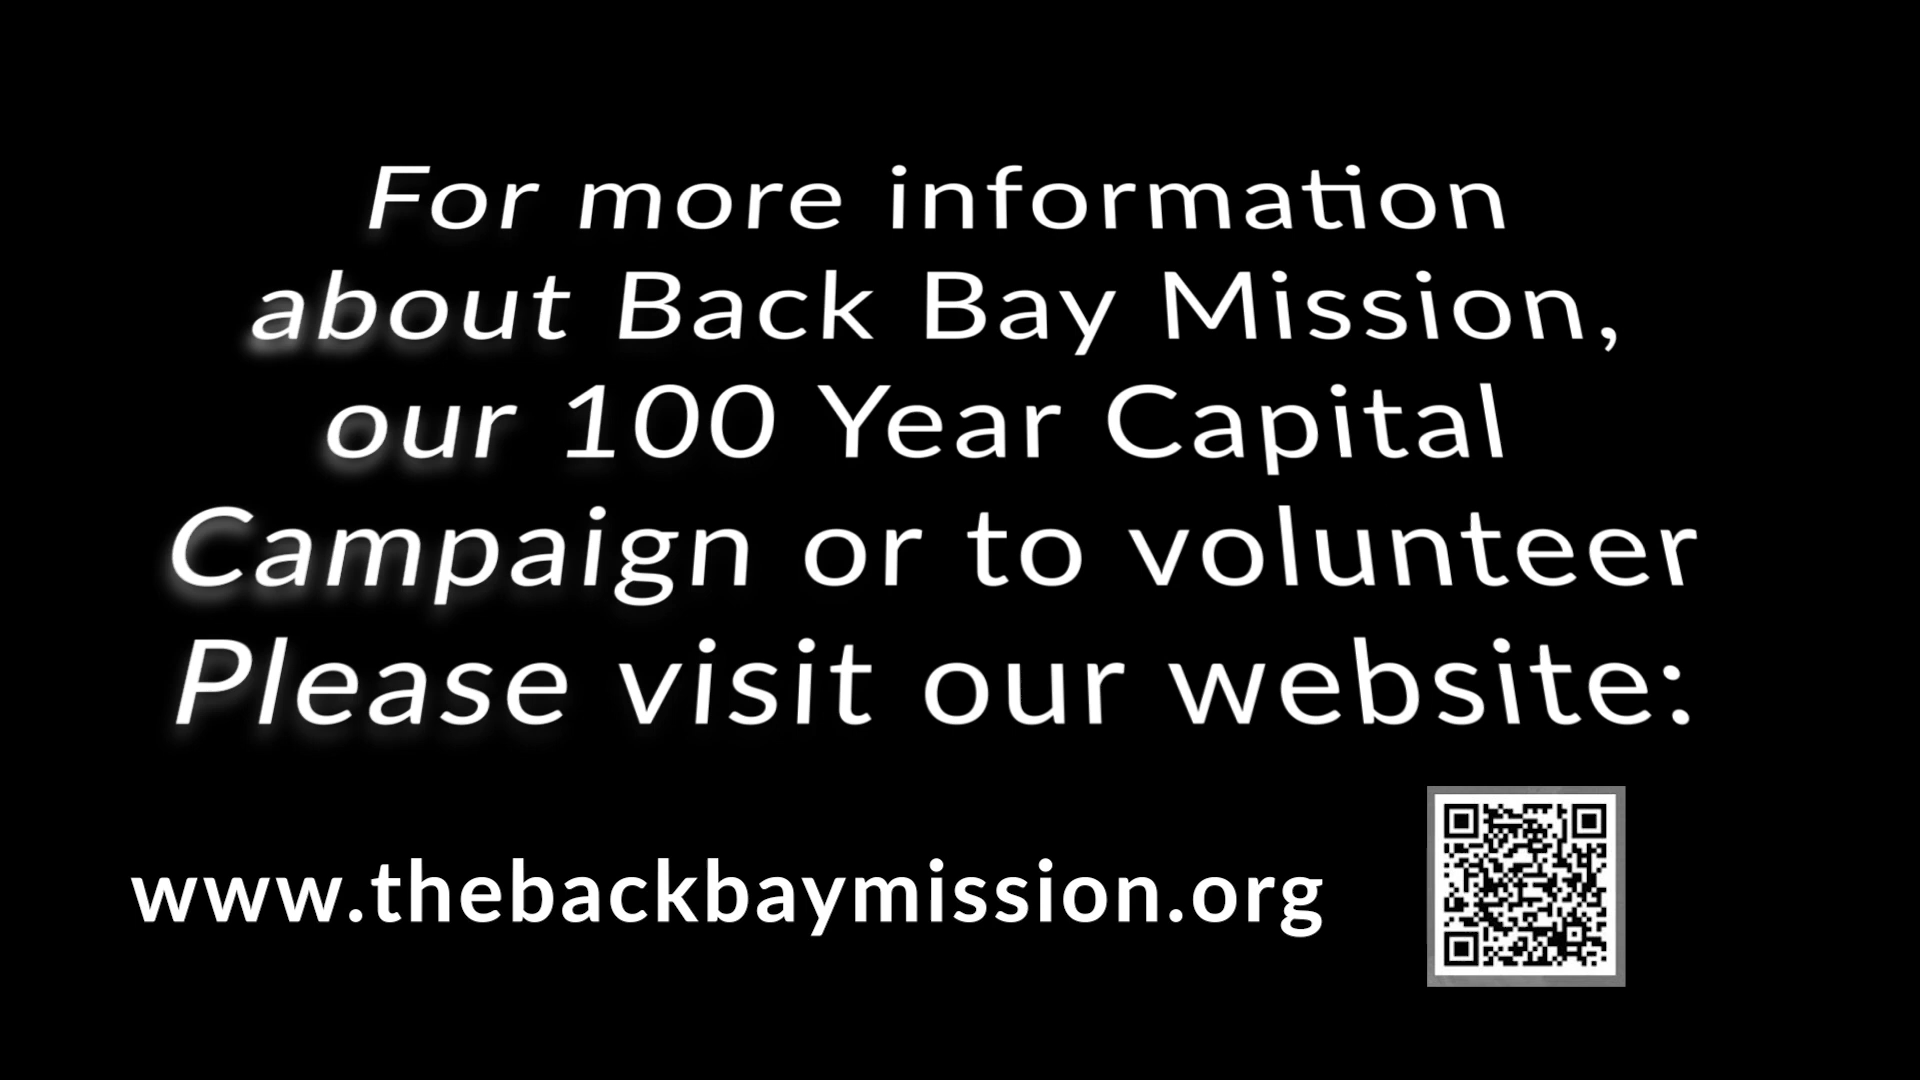 For more information
about Back Bay Mission,
our 100 Year Capital
Campaign or to volunteer
Please visit our website:
www.thebackbaymission.org